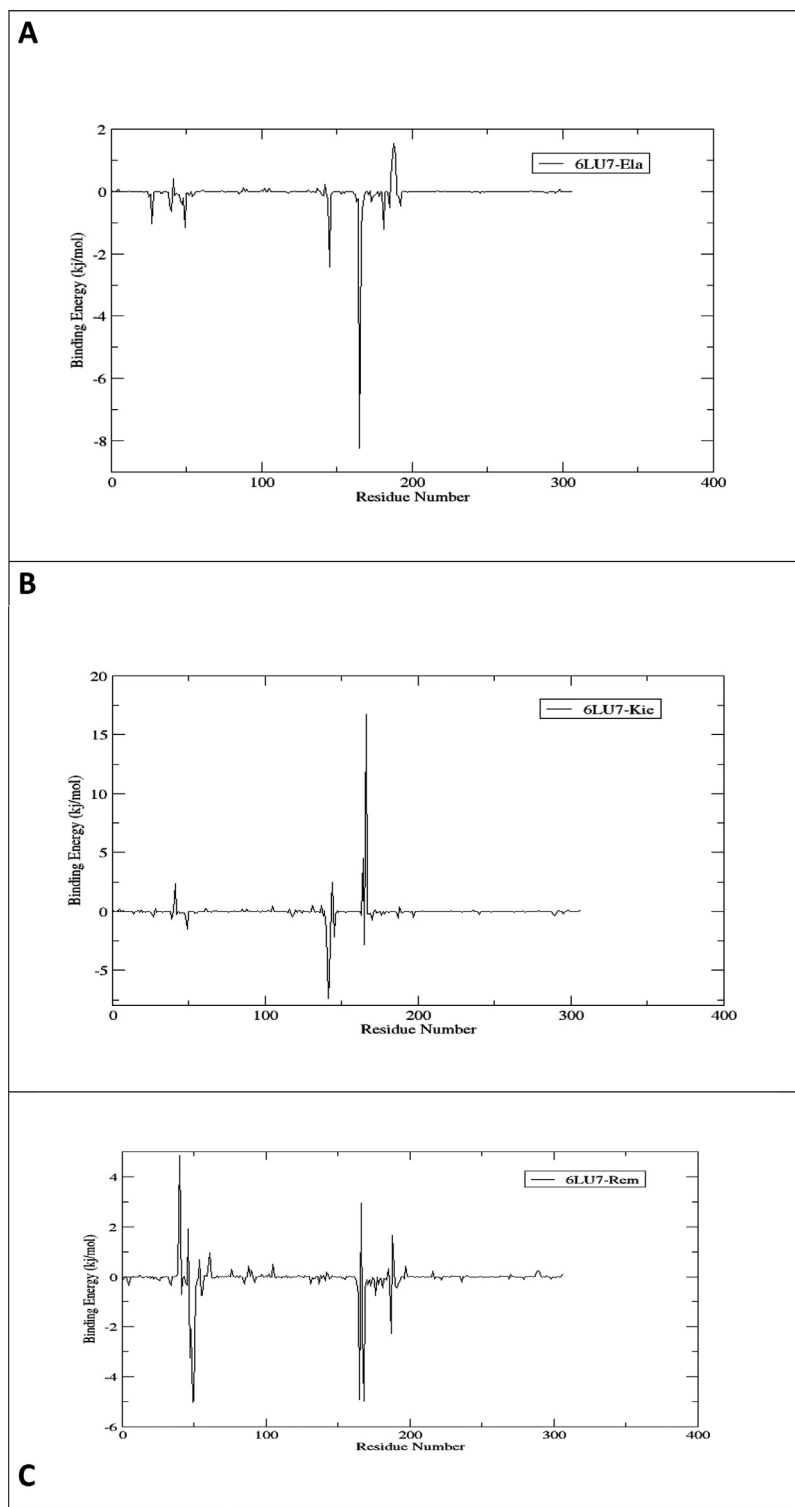 A
2
0
-2
-4
-6
-8
Binding Energy (kj/mol)
6LU7-Ela
0
100
200
300
400
Residue Number
B
20
15
10
5
0
-5
Binding Energy (kj/mol)
6LU7-Kie
0
100
200
300
400
Residue Number
4
2
0
-2
-4
-6
Binding Energy (kj/mol)
6LU7-Rem
0
100
200
300
400
Residue Number
C